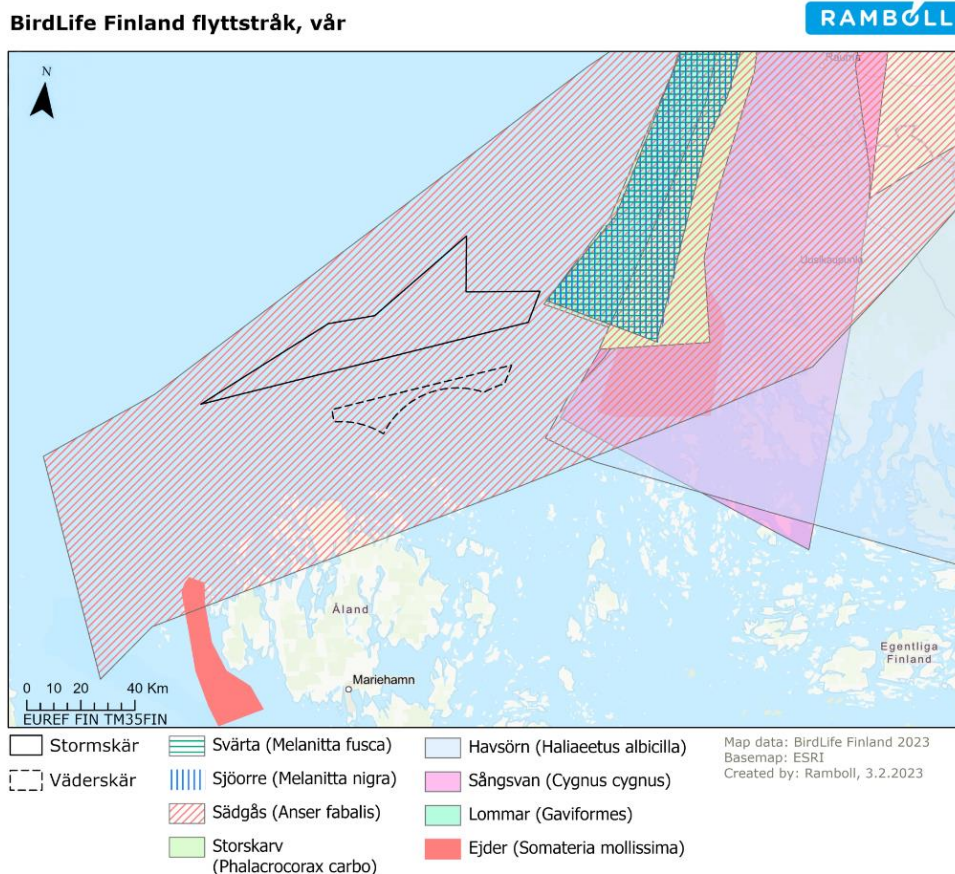 BirdLife Finland flyttstråk, vår
RAMBOLL
N
Rauma
Uusikaupunki
Åland
Mariehamn
Egentliga
Finland
0 10 20 40 Km
EUREF FIN TM35FIN
Stormskär
Väderskär
Svärta (Melanitta fusca)
Sjöorre (Melanitta nigra)
Sädgås (Anser fabalis)
Storskarv
(Phalacrocorax carbo)
Havsörn (Haliaeetus albicilla)
Sångsvan (Cygnus cygnus)
Lommar (Gaviformes)
Ejder (Somateria mollissima)
Map data: BirdLife Finland 2023
Basemap: ESRI
Created by: Ramboll, 3.2.2023